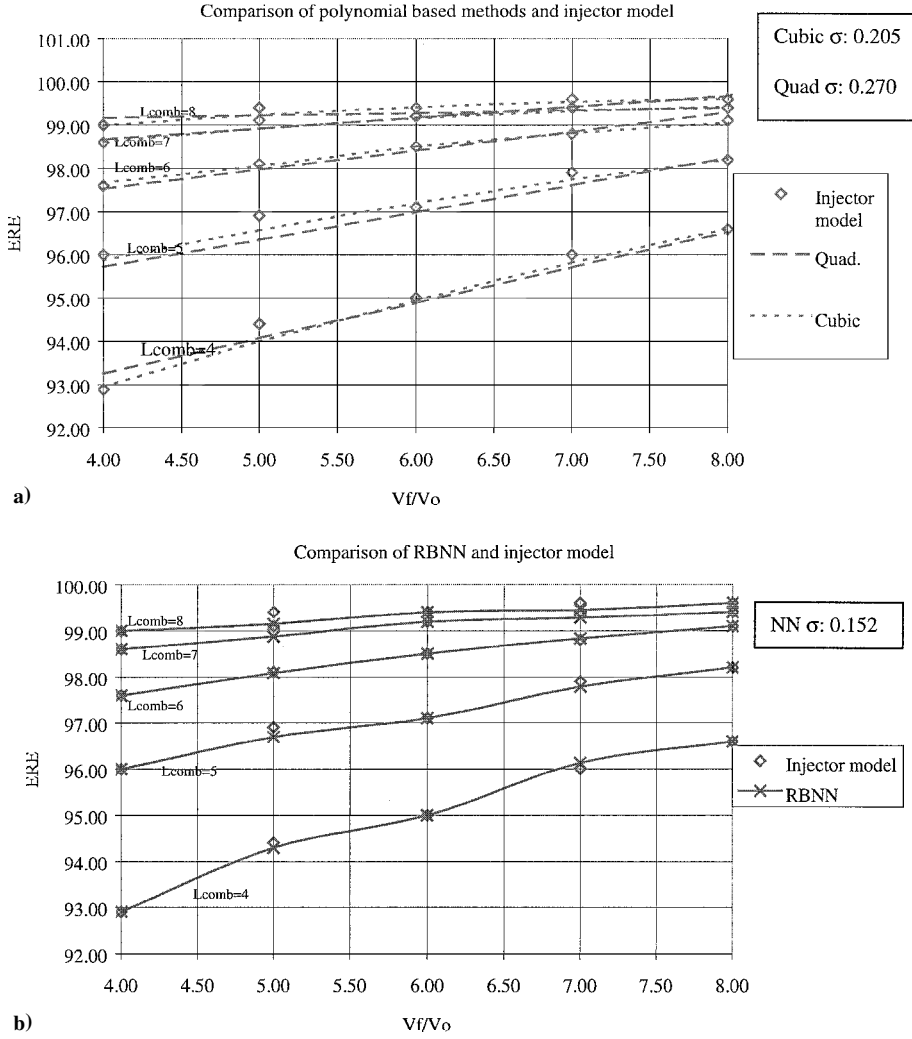 Comparison of polynomial based methods and injector model
Cubic σ: 0.205
Quad σ: 0.270
101.00
100.00
99.00
98.00
97.00
96.00
95.00
94.00
93.00
92.00
ERE
Lcomb=8
Lcomb=7
Lcomb=6
Lcomb=5
Lcomb=4
Injector
model
Quad.
Cubic
4.00 4.50 5.00 5.50 6.00 6.50 7.00 7.50 8.00
Vf/Vo
a)
Comparison of RBNN and injector model
NN σ: 0.152
100.00
99.00
98.00
97.00
96.00
95.00
94.00
93.00
92.00
ERE
Lcomb=8
Lcomb=7
Lcomb=6
Lcomb=5
Lcomb=4
Injector model
RBNN
4.00 4.50 5.00 5.50 6.00 6.50 7.00 7.50 8.00
Vf/Vo
b)